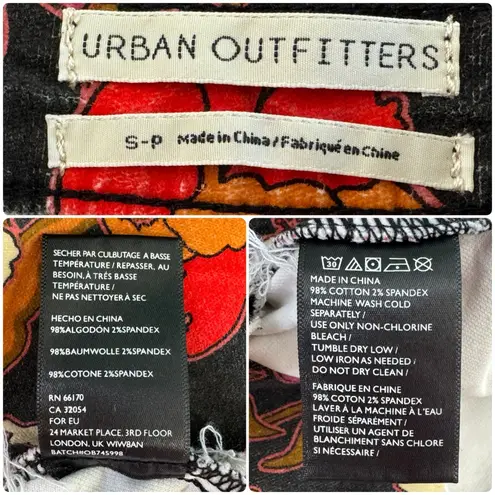 URBAN OUTFITTERS
S-P Made in China / Fabriqué en Chine
SECHER PAR CULBUTAGE A BASSE
TEMPÉRATURE / REPASSER, AU
BESOIN, À TRÈS BASSE
TEMPÉRATURE /
NE PAS NETTOYER À SEC
HECHO EN CHINA
98%ALGODÓN 2%SPANDEX
98%BAUMWOLLE 2%SPANDEX
98%COTONE 2%SPANDEX
RN 66170
CA 32054
FOR EU
24 MARKET PLACE, 3RD FLOOR
LONDON, UK W1W8AN
BATCH#OB745998
30
MADE IN CHINA
98% COTTON 2% SPANDEX
MACHINE WASH COLD
SEPARATELY /
USE ONLY NON-CHLORINE
BLEACH /
TUMBLE DRY LOW /
LOW IRON AS NEEDED /
DO NOT DRY CLEAN /
FABRIQUE EN CHINE
98% COTON 2% SPANDEX
LAVER À LA MACHINE À L'EAU
FROIDE SÉPARÉMENT /
UTILISER UN AGENT DE
BLANCHIMENT SANS CHLORE
SI NÉCESSAIRE /